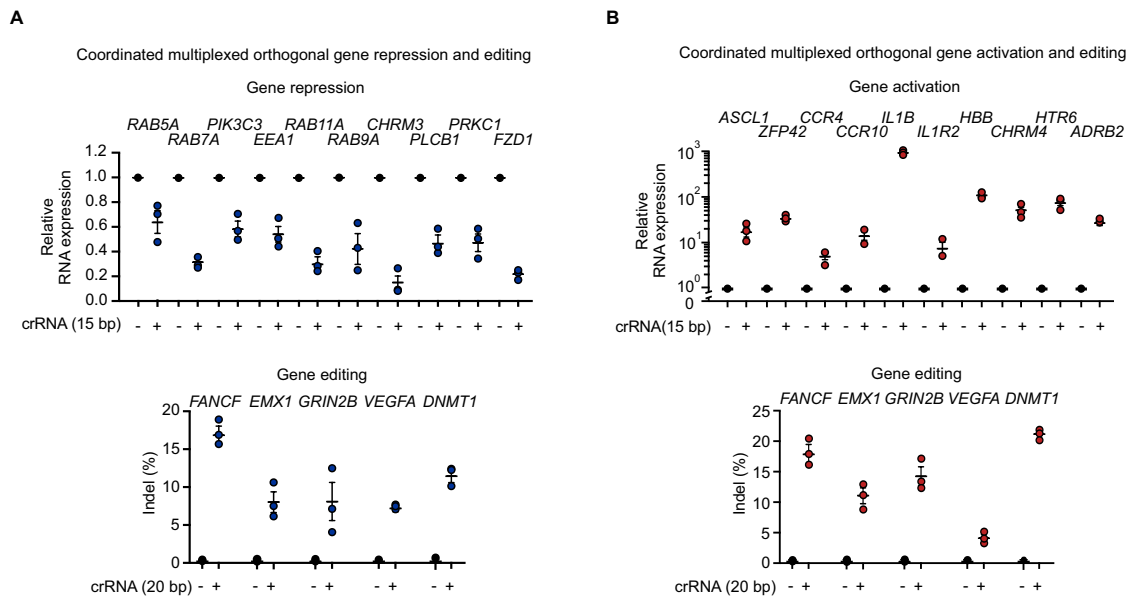 A
Coordinated multiplexed orthogonal gene repression and editing
Gene repression
RAB5A PIK3C3 RAB11A CHRM3 PRKC1
RAB7A EEA1 RAB9A PLCB1 FZD1
Relative
RNA expression
1.2
1.0
0.8
0.6
0.4
0.2
0.0
crRNA (15 bp) - + - + - + - + - + - + - + - + - + - +
Gene editing
FANCF EMX1 GRIN2B VEGFA DNMT1
Indel (%)
20
15
10
5
0
crRNA (20 bp) - + - + - + - + - +
B
Coordinated multiplexed orthogonal gene activation and editing
Gene activation
ASCL1 CCR4 IL1B HBB HTR6
ZFP42 CCR10 IL1R2 CHRM4 ADRB2
Relative
RNA expression
10³
10²
10¹
10⁰
0
crRNA(15 bp) - + - + - + - + - + - + - + - + - + - +
Gene editing
FANCF EMX1 GRIN2B VEGFA DNMT1
Indel (%)
25
20
15
10
5
0
crRNA (20 bp) - + - + - + - + - +